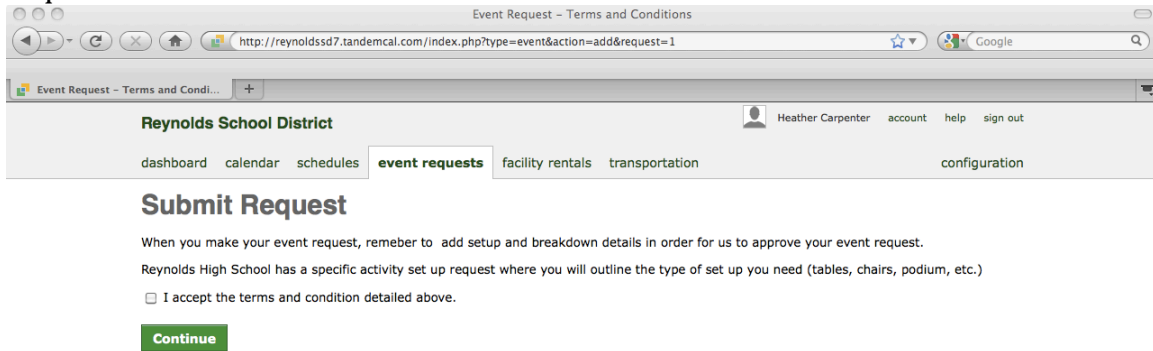 Event Request – Terms and Conditions
http://reynoldssd7.tandemcal.com/index.php?type=event&action=add&request=1
Google
Event Request – Terms and Condi...
Reynolds School District
Heather Carpenter account help sign out
dashboard calendar schedules event requests facility rentals transportation configuration
Submit Request
When you make your event request, remeber to add setup and breakdown details in order for us to approve your event request.
Reynolds High School has a specific activity set up request where you will outline the type of set up you need (tables, chairs, podium, etc.)
I accept the terms and condition detailed above.
Continue